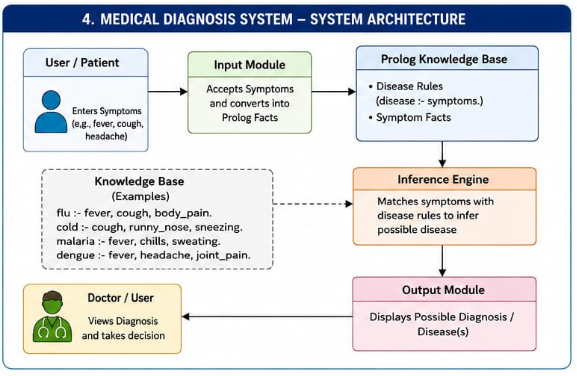 4. MEDICAL DIAGNOSIS SYSTEM – SYSTEM ARCHITECTURE
User / Patient
Enters Symptoms
(e.g., fever, cough,
headache)
Input Module
Accepts Symptoms
and converts into
Prolog Facts
Prolog Knowledge Base
• Disease Rules
(disease :- symptoms.)
• Symptom Facts
Knowledge Base
(Examples)
flu :- fever, cough, body_pain.
cold :- cough, runny_nose, sneezing.
malaria :- fever, chills, sweating.
dengue :- fever, headache, joint_pain.
Inference Engine
Matches symptoms with
disease rules to infer
possible disease
Doctor / User
Views Diagnosis
and takes decision
Output Module
Displays Possible Diagnosis /
Disease(s)